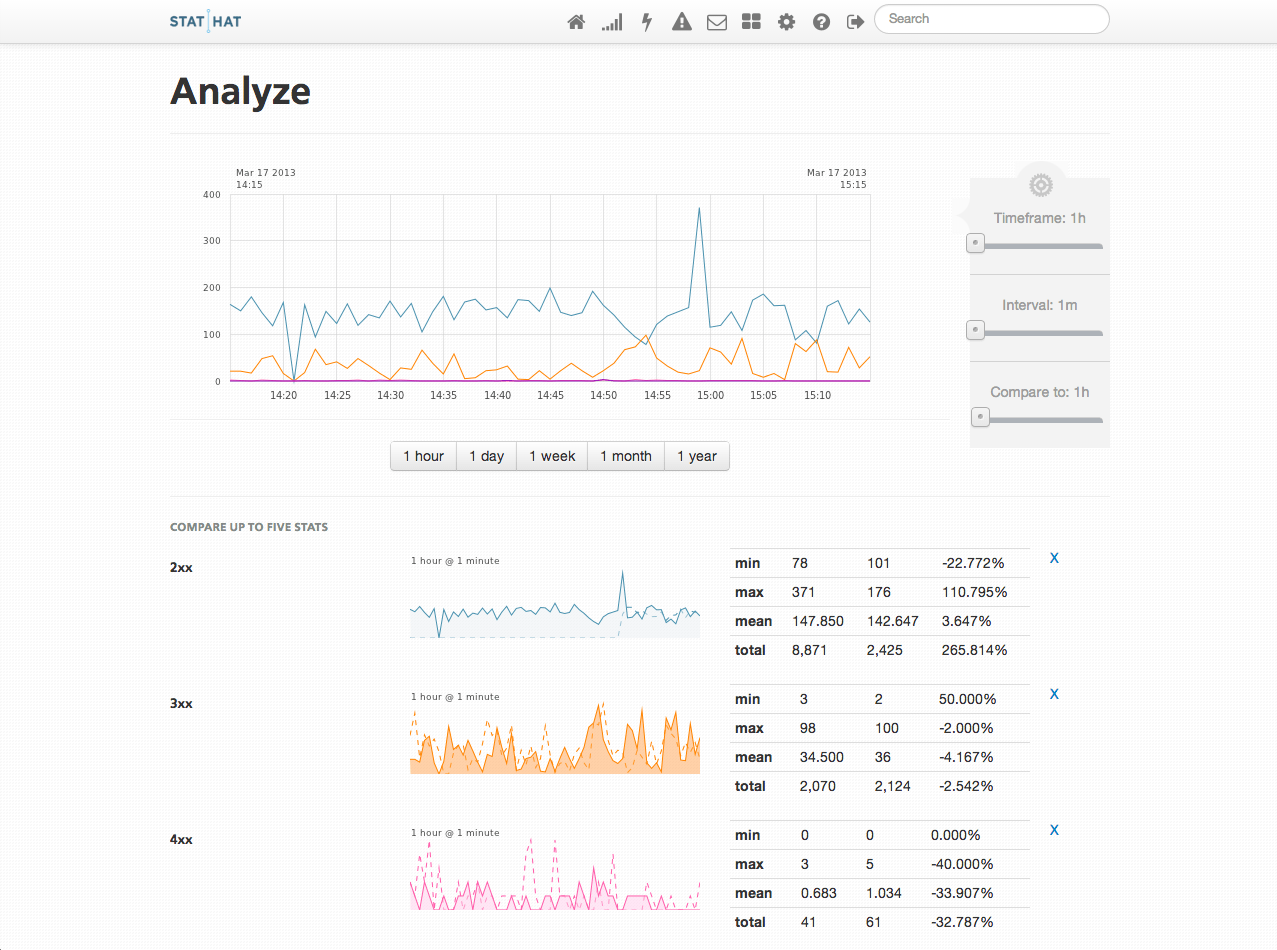 STAT HAT
Search
Analyze
Mar 17 2013
14:15
Mar 17 2013
15:15
400
300
200
100
0
14:20 14:25 14:30 14:35 14:40 14:45 14:50 14:55 15:00 15:05 15:10
Timeframe: 1h
Interval: 1m
Compare to: 1h
1 hour 1 day 1 week 1 month 1 year
COMPARE UP TO FIVE STATS
2xx
1 hour @ 1 minute
min 78 101 -22.772%
max 371 176 110.795%
mean 147.850 142.647 3.647%
total 8,871 2,425 265.814%
X
3xx
1 hour @ 1 minute
min 3 2 50.000%
max 98 100 -2.000%
mean 34.500 36 -4.167%
total 2,070 2,124 -2.542%
X
4xx
1 hour @ 1 minute
min 0 0 0.000%
max 3 5 -40.000%
mean 0.683 1.034 -33.907%
total 41 61 -32.787%
X